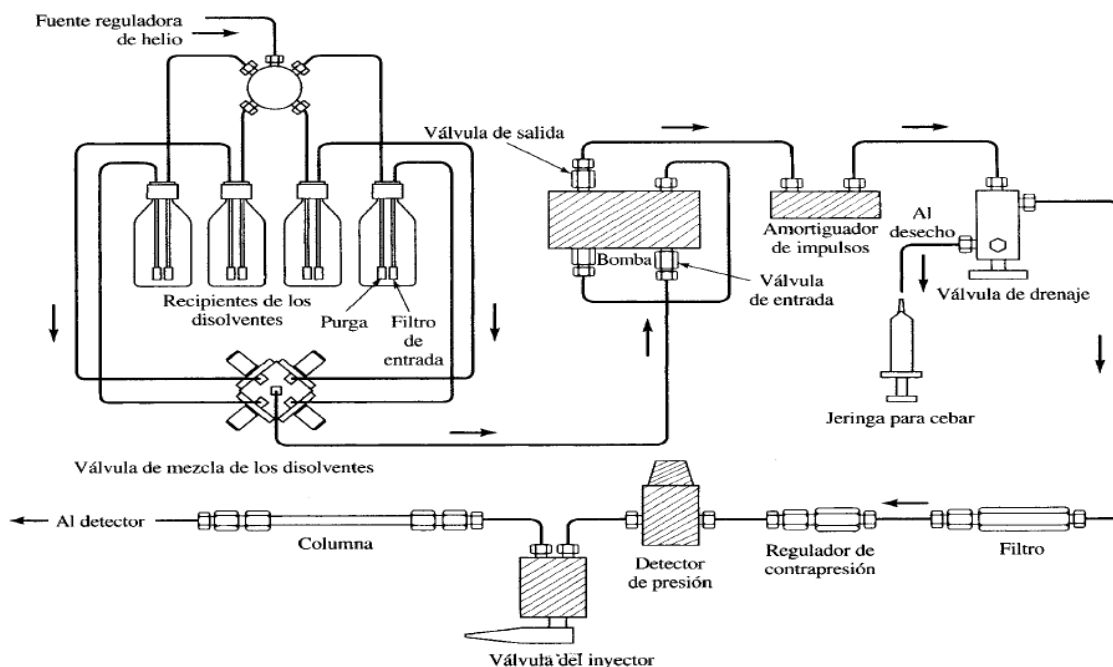 Fuente reguladora
de helio
Válvula de salida
Recipientes de los
disolventes
Purga
Filtro
de
entrada
Bomba
Válvula
de entrada
Amortiguador
de impulsos
Al
desecho
Válvula de drenaje
Jeringa para cebar
Válvula de mezcla de los disolventes
Al detector
Columna
Válvula del inyector
Detector
de presión
Regulador de
contrapresión
Filtro